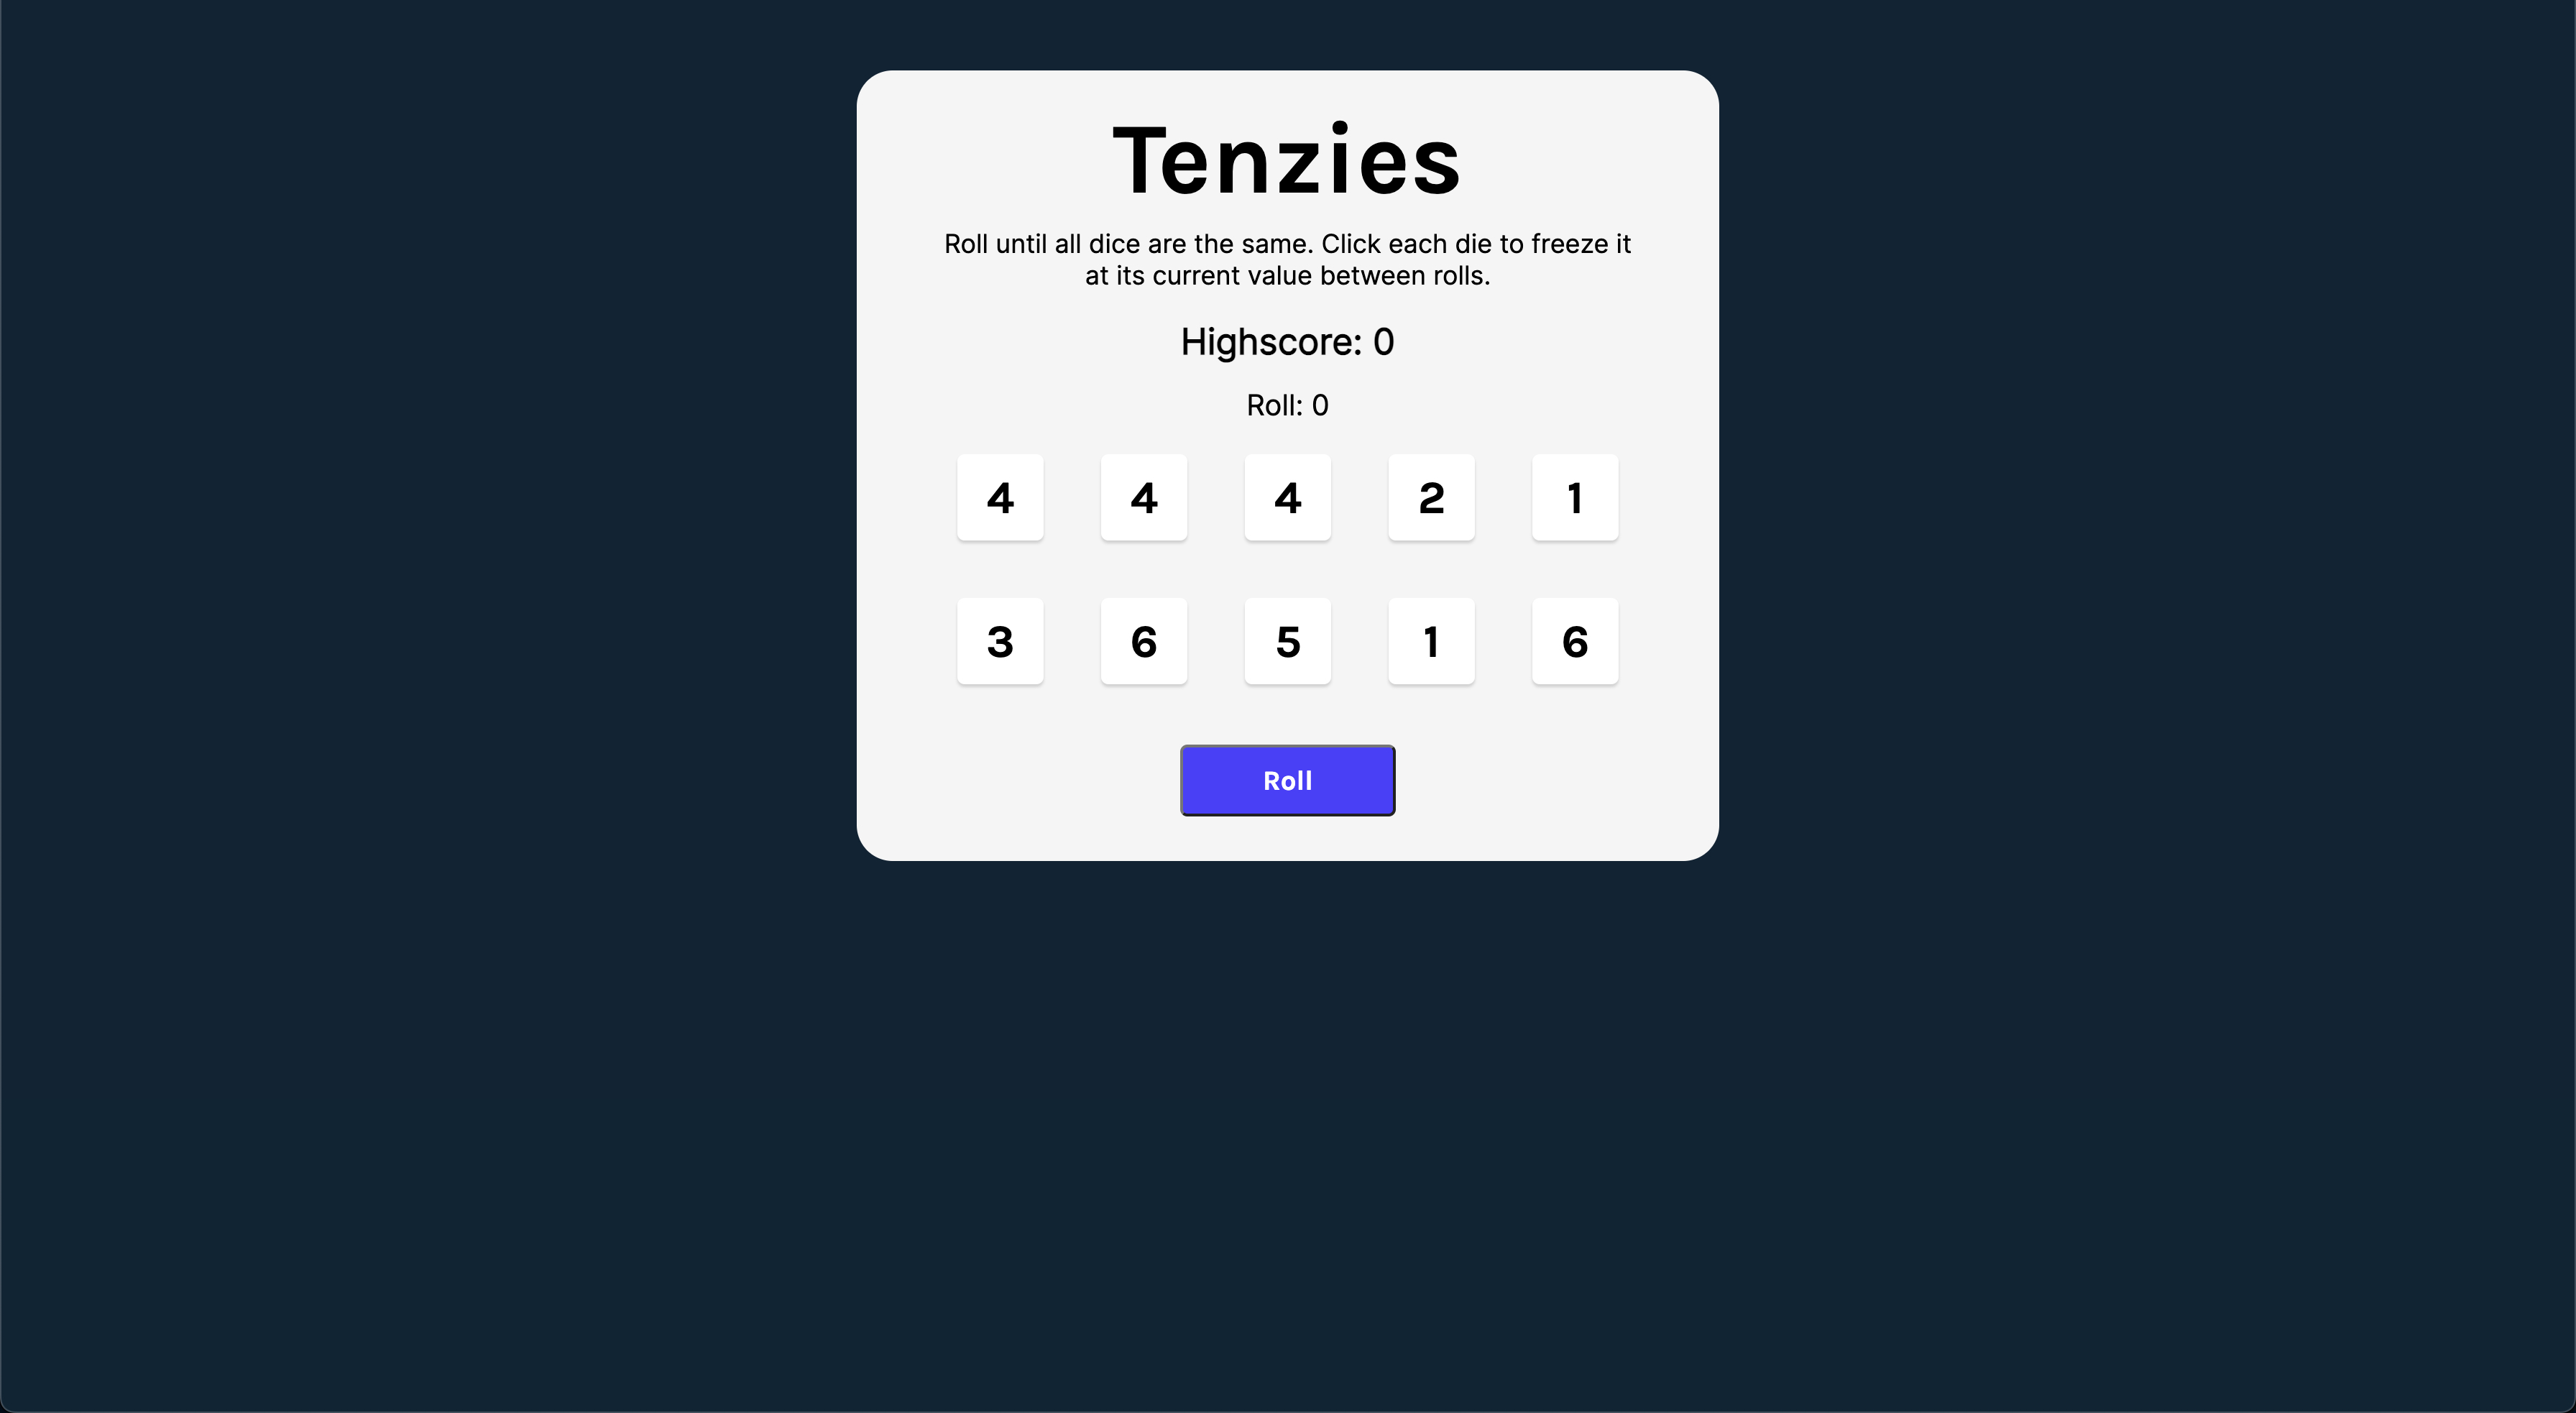 Tenzies
Roll until all dice are the same. Click each die to freeze it
at its current value between rolls.
Highscore: 0
Roll: 0
4 4 4 2 1
3 6 5 1 6
Roll